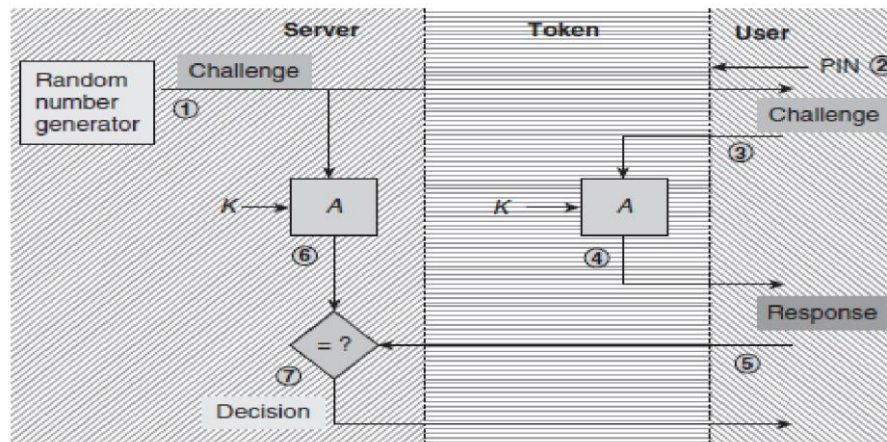 Server
Token
User
Challenge
PIN ②
Random
number
generator
①
Challenge
③
K
A
K
A
⑥
④
Response
= ?
⑦
⑤
Decision